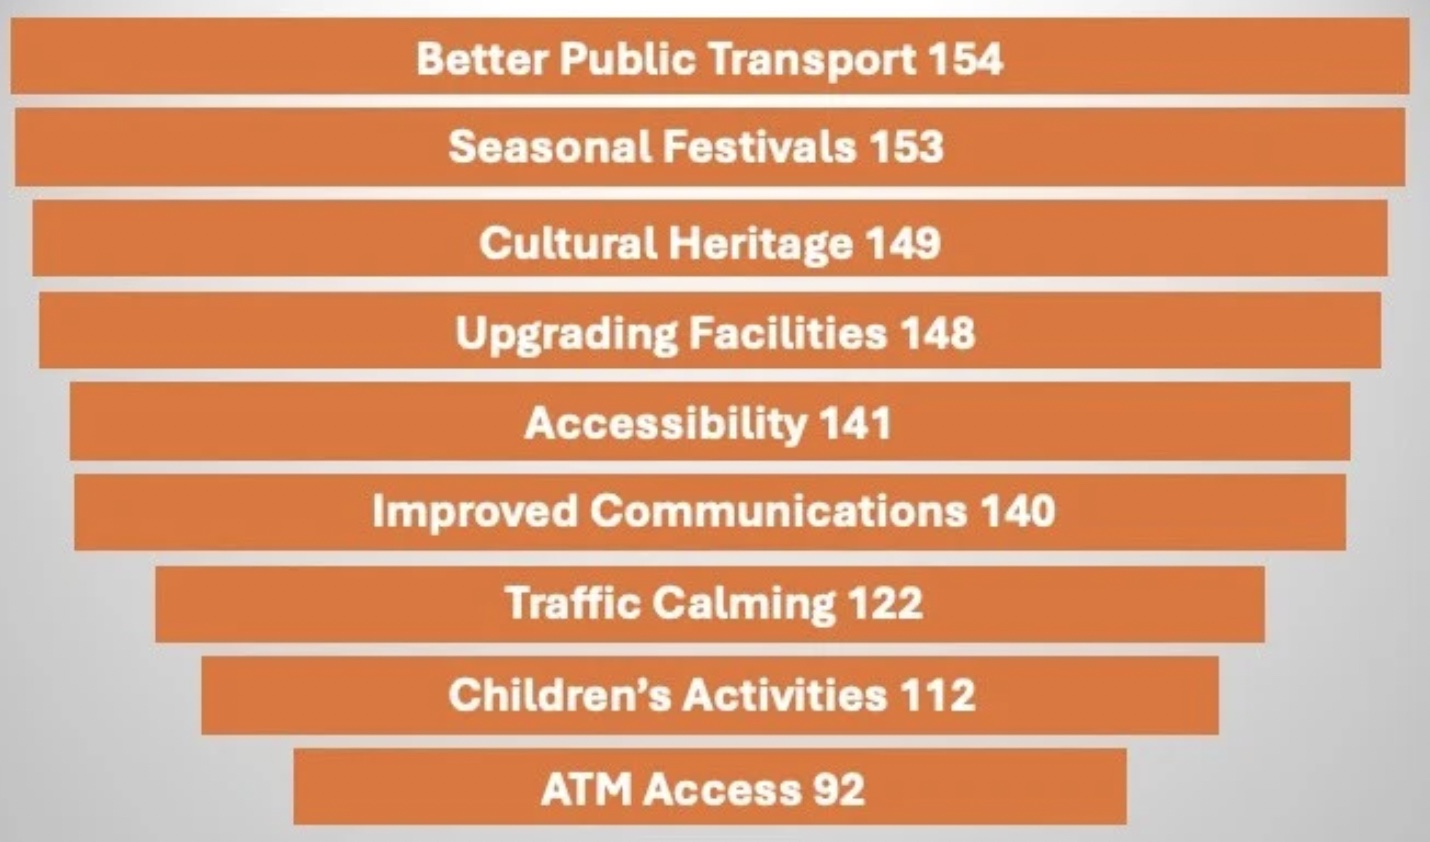 Better Public Transport 154
Seasonal Festivals 153
Cultural Heritage 149
Upgrading Facilities 148
Accessibility 141
Improved Communications 140
Traffic Calming 122
Children’s Activities 112
ATM Access 92